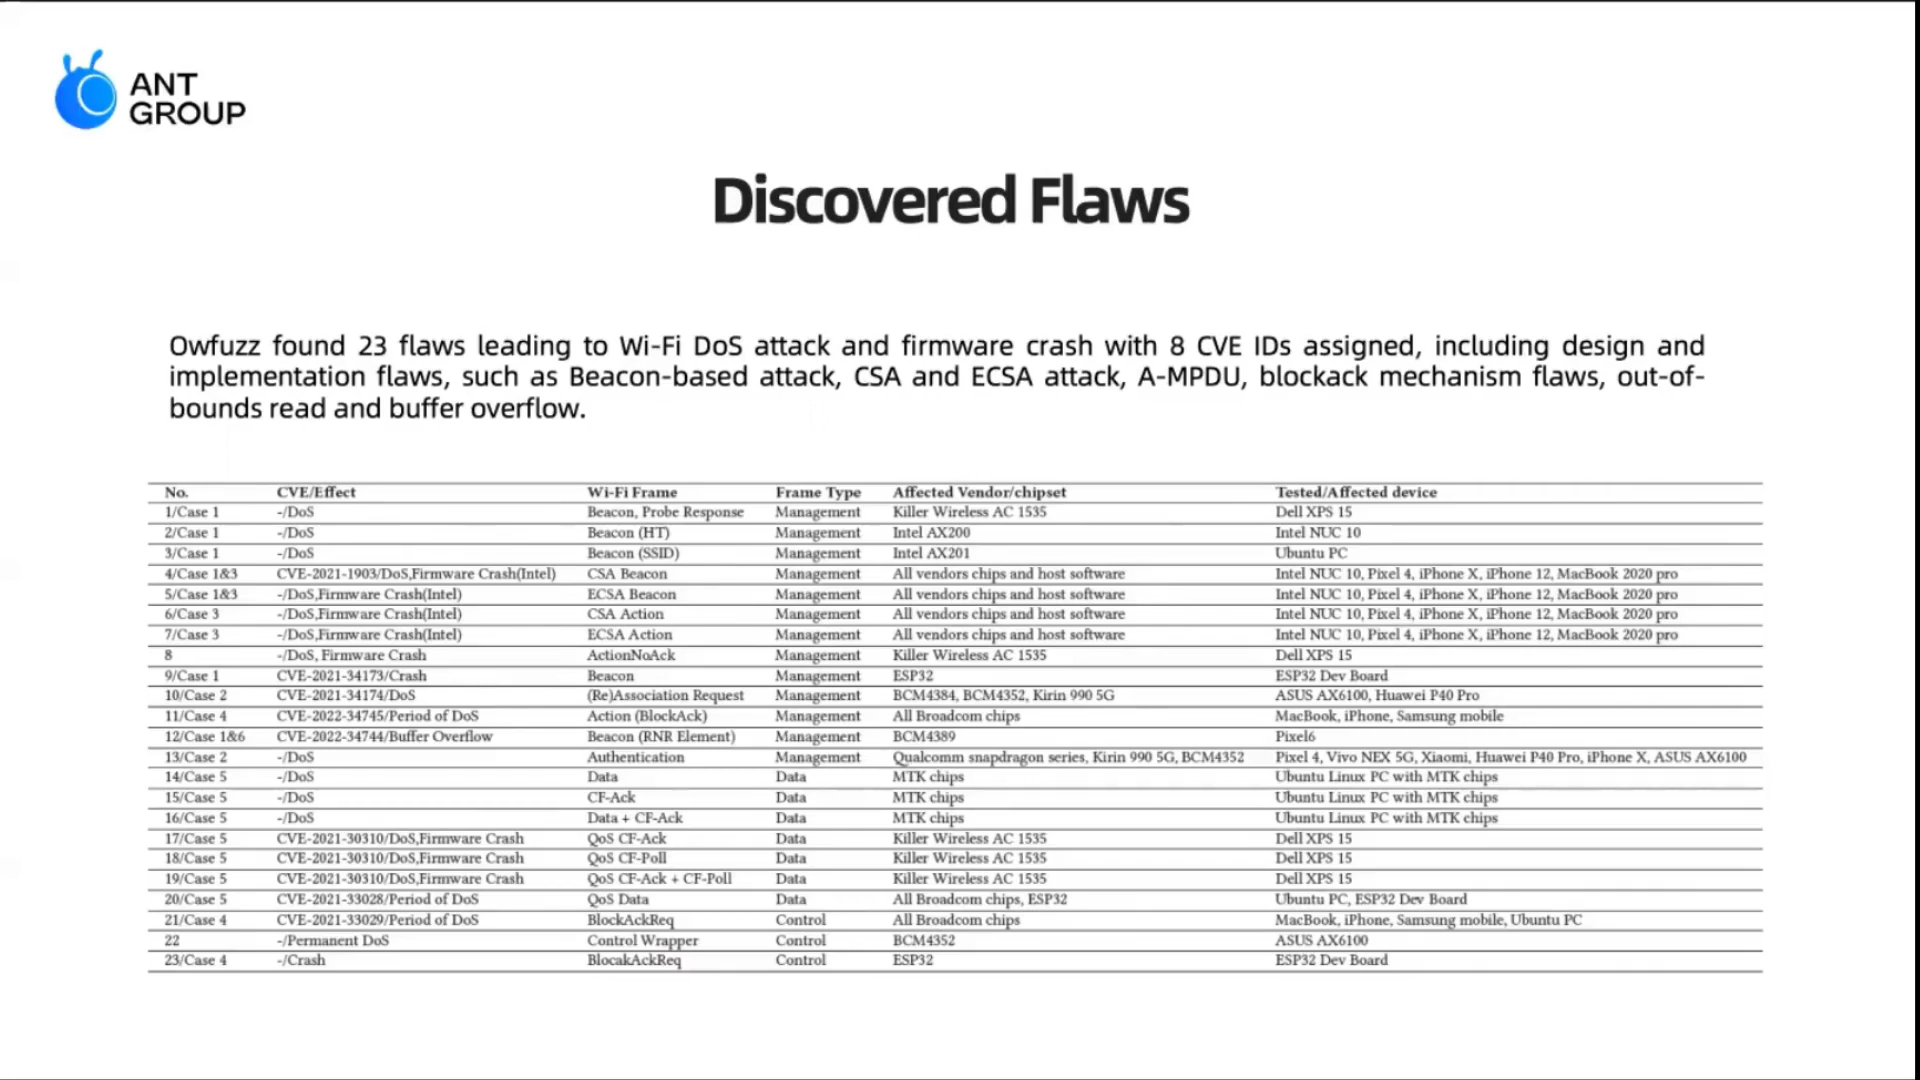 ANT
GROUP
Discovered Flaws
Owfuzz found 23 flaws leading to Wi-Fi DoS attack and firmware crash with 8 CVE IDs assigned, including design and
implementation flaws, such as Beacon-based attack, CSA and ECSA attack, A-MPDU, blockack mechanism flaws, out-of-
bounds read and buffer overflow.
No. CVE/Effect Wi-Fi Frame Frame Type Affected Vendor/chipset Tested/Affected device
1/Case 1 -/DoS Beacon, Probe Response Management Killer Wireless AC 1535 Dell XPS 15
2/Case 1 -/DoS Beacon (HT) Management Intel AX200 Intel NUC 10
3/Case 1 -/DoS Beacon (SSID) Management Intel AX201 Ubuntu PC
4/Case 1&3 CVE-2021-1903/DoS,Firmware Crash(Intel) CSA Beacon Management All vendors chips and host software Intel NUC 10, Pixel 4, iPhone X, iPhone 12, MacBook 2020 pro
5/Case 1&3 -/DoS,Firmware Crash(Intel) ECSA Beacon Management All vendors chips and host software Intel NUC 10, Pixel 4, iPhone X, iPhone 12, MacBook 2020 pro
6/Case 3 -/DoS,Firmware Crash(Intel) CSA Action Management All vendors chips and host software Intel NUC 10, Pixel 4, iPhone X, iPhone 12, MacBook 2020 pro
7/Case 3 -/DoS,Firmware Crash(Intel) ECSA Action Management All vendors chips and host software Intel NUC 10, Pixel 4, iPhone X, iPhone 12, MacBook 2020 pro
8 -/DoS, Firmware Crash ActionNoAck Management Killer Wireless AC 1535 Dell XPS 15
9/Case 1 CVE-2021-34173/Crash Beacon Management ESP32 ESP32 Dev Board
10/Case 2 CVE-2021-34174/DoS (Re)Association Request Management BCM4384, BCM4352, Kirin 990 5G ASUS AX6100, Huawei P40 Pro
11/Case 4 CVE-2022-34745/Period of DoS Action (BlockAck) Management All Broadcom chips MacBook, iPhone, Samsung mobile
12/Case 1&6 CVE-2022-34744/Buffer Overflow Beacon (RNR Element) Management BCM4389 Pixel6
13/Case 2 -/DoS Authentication Management Qualcomm snapdragon series, Kirin 990 5G, BCM4352 Pixel 4, Vivo NEX 5G, Xiaomi, Huawei P40 Pro, iPhone X, ASUS AX6100
14/Case 5 -/DoS Data Data MTK chips Ubuntu Linux PC with MTK chips
15/Case 5 -/DoS CF-Ack Data MTK chips Ubuntu Linux PC with MTK chips
16/Case 5 -/DoS Data + CF-Ack Data MTK chips Ubuntu Linux PC with MTK chips
17/Case 5 CVE-2021-30310/DoS,Firmware Crash QoS CF-Ack Data Killer Wireless AC 1535 Dell XPS 15
18/Case 5 CVE-2021-30310/DoS,Firmware Crash QoS CF-Poll Data Killer Wireless AC 1535 Dell XPS 15
19/Case 5 CVE-2021-30310/DoS,Firmware Crash QoS CF-Ack + CF-Poll Data Killer Wireless AC 1535 Dell XPS 15
20/Case 5 CVE-2021-33028/Period of DoS QoS Data Data All Broadcom chips, ESP32 Ubuntu PC, ESP32 Dev Board
21/Case 4 CVE-2021-33029/Period of DoS BlockAckReq Control All Broadcom chips MacBook, iPhone, Samsung mobile, Ubuntu PC
22 -/Permanent DoS Control Wrapper Control BCM4352 ASUS AX6100
23/Case 4 -/Crash BlocakAckReq Control ESP32 ESP32 Dev Board